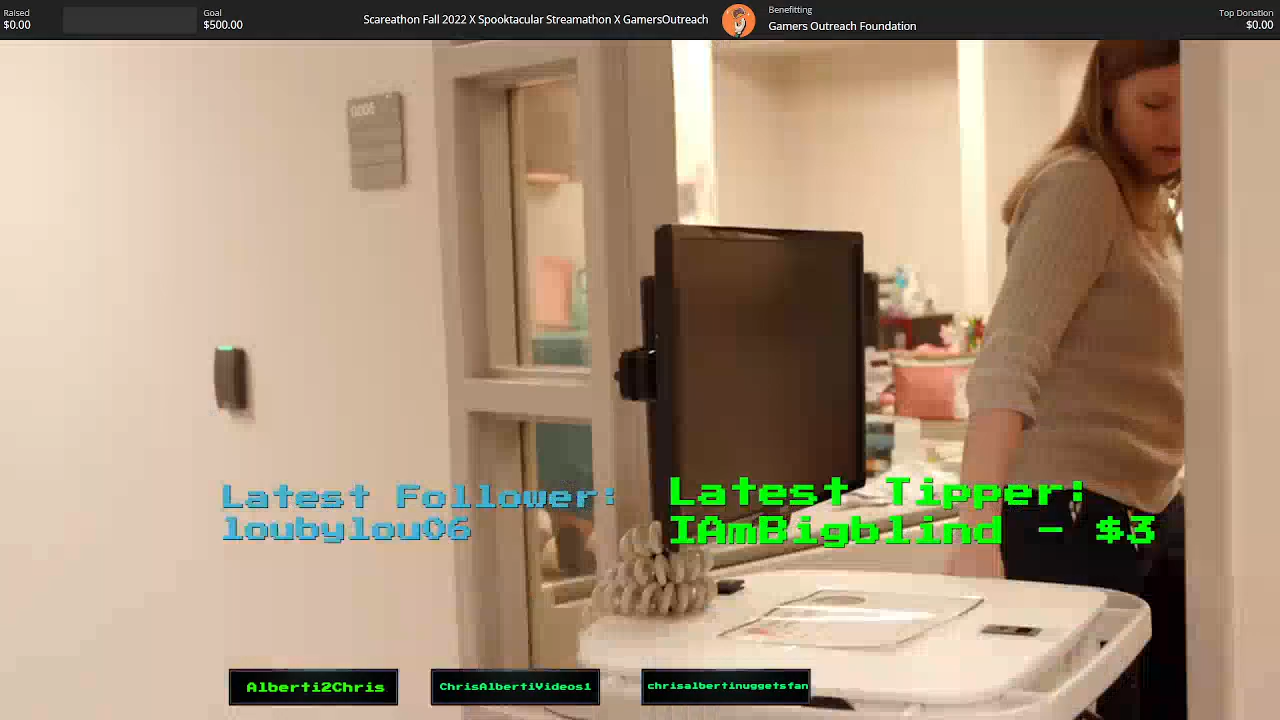 Raised
$0.00
Goal
$500.00
Scareathon Fall 2022 X Spooktacular Streamathon X GamersOutreach
Benefitting
Gamers Outreach Foundation
Top Donation
$0.00
Latest Follower:
loubylou06
Latest Tipper:
IAmBigblind - $3
Alberti2Chris
ChrisAlbertiVideos1
chrisalbertinuggetsfan